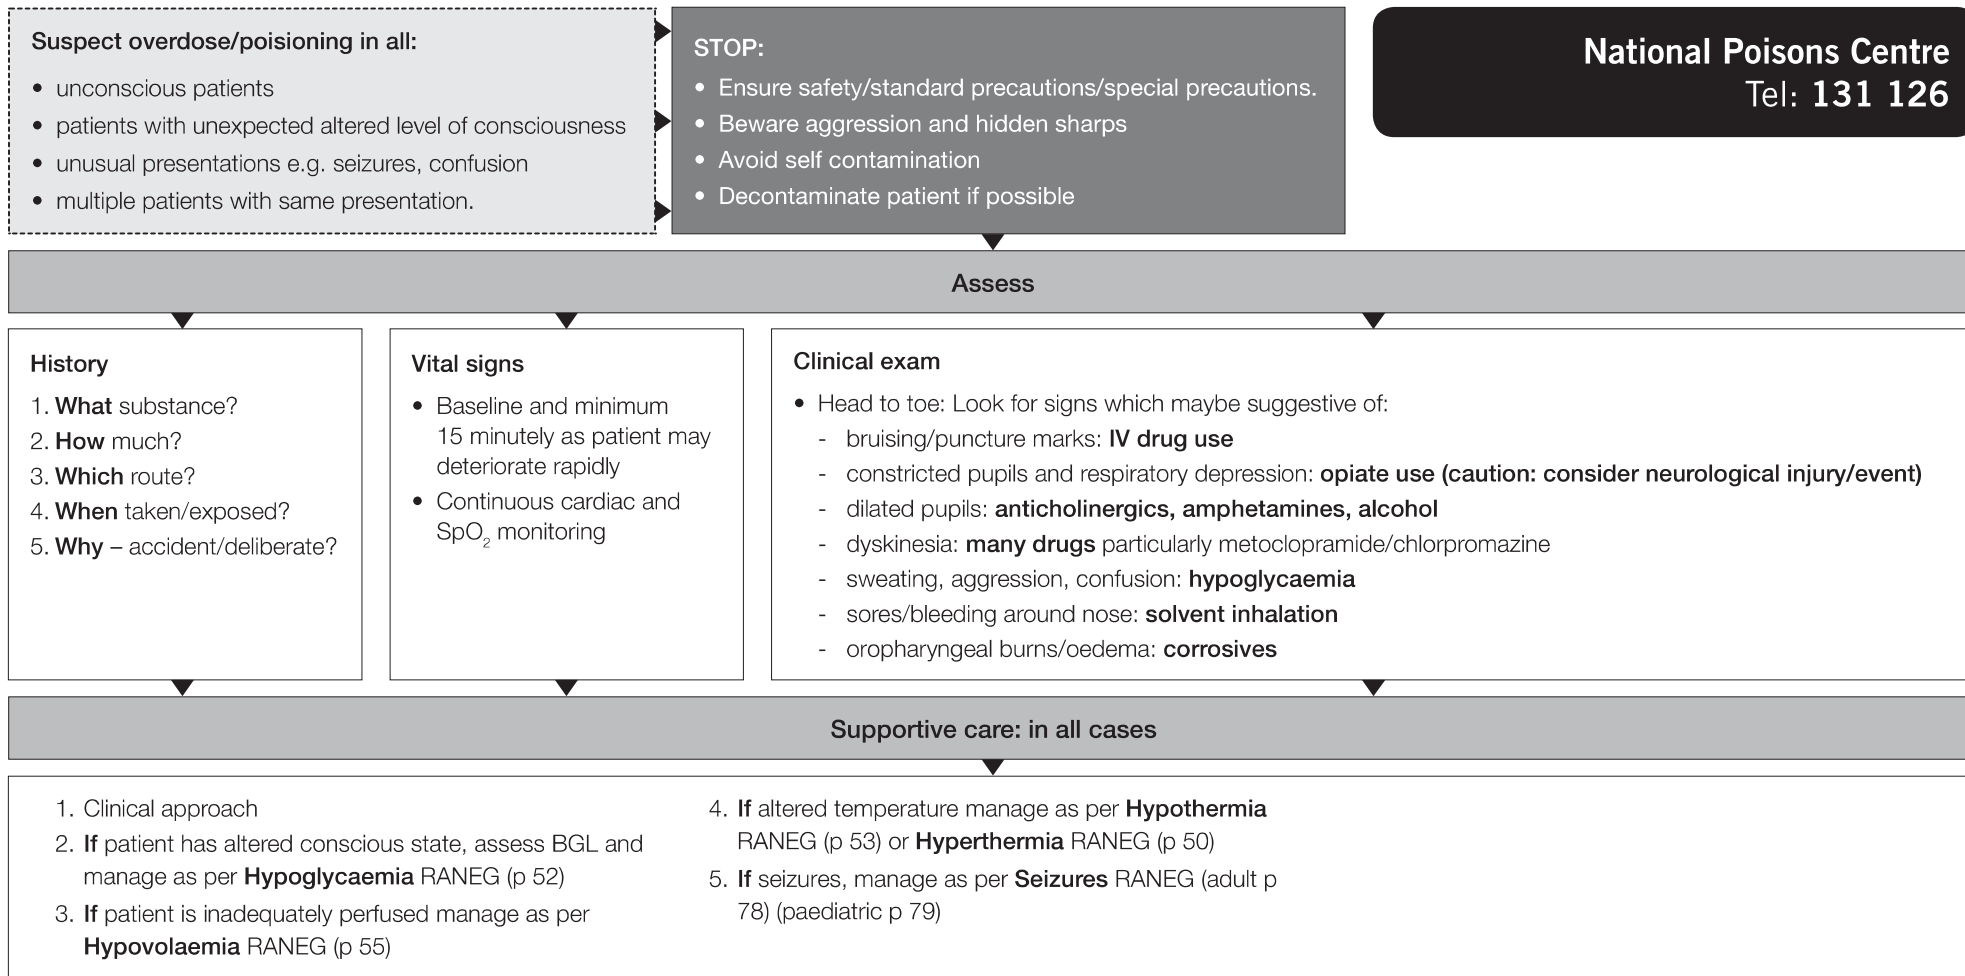 Suspect overdose/poisioning in all:
• unconscious patients
• patients with unexpected altered level of consciousness
• unusual presentations e.g. seizures, confusion
• multiple patients with same presentation.
STOP:
• Ensure safety/standard precautions/special precautions.
• Beware aggression and hidden sharps
• Avoid self contamination
• Decontaminate patient if possible
National Poisons Centre
Tel: 131 126
Assess
History
1. What substance?
2. How much?
3. Which route?
4. When taken/exposed?
5. Why – accident/deliberate?
Vital signs
• Baseline and minimum
15 minutely as patient may
deteriorate rapidly
• Continuous cardiac and
SpO₂ monitoring
Clinical exam
• Head to toe: Look for signs which maybe suggestive of:
- bruising/puncture marks: IV drug use
- constricted pupils and respiratory depression: opiate use (caution: consider neurological injury/event)
- dilated pupils: anticholinergics, amphetamines, alcohol
- dyskinesia: many drugs particularly metoclopramide/chlorpromazine
- sweating, aggression, confusion: hypoglycaemia
- sores/bleeding around nose: solvent inhalation
- oropharyngeal burns/oedema: corrosives
Supportive care: in all cases
1. Clinical approach
2. If patient has altered conscious state, assess BGL and
manage as per Hypoglycaemia RANEG (p 52)
3. If patient is inadequately perfused manage as per
Hypovolaemia RANEG (p 55)
4. If altered temperature manage as per Hypothermia
RANEG (p 53) or Hyperthermia RANEG (p 50)
5. If seizures, manage as per Seizures RANEG (adult p
78) (paediatric p 79)